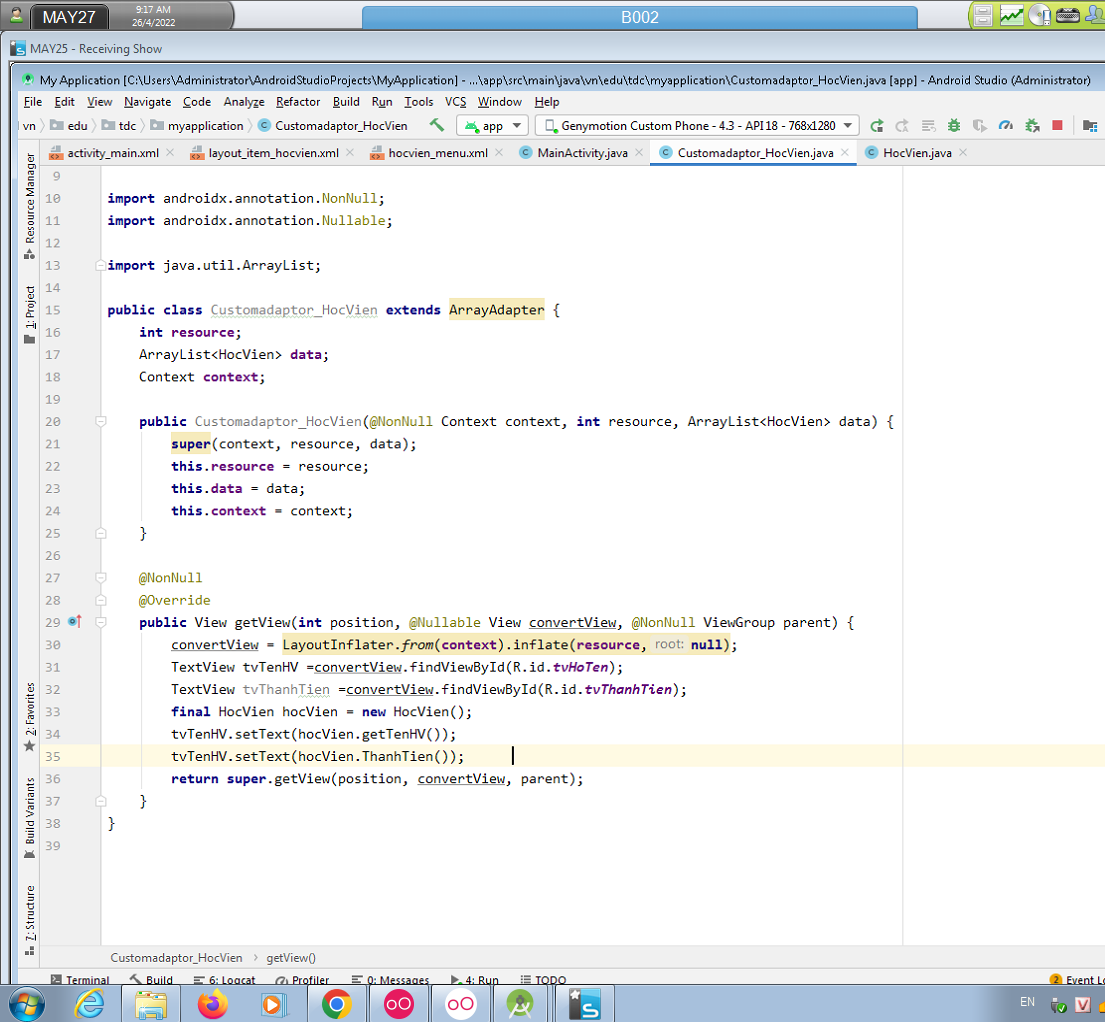 MAY27
9:17 AM
26/4/2022
B002
MAY25 - Receiving Show
My Application [C:\Users\Administrator\AndroidStudioProjects\MyApplication] - ...\app\src\main\java\vn\edu\tdc\myapplication\Customadaptor_HocVien.java [app] - Android Studio (Administrator)
File Edit View Navigate Code Analyze Refactor Build Run Tools VCS Window Help
vn edu tdc myapplication Customadaptor_HocVien app Genymotion Custom Phone - 4.3 - API 18 - 768x1280
activity_main.xml layout_item_hocvien.xml hocvien_menu.xml MainActivity.java Customadaptor_HocVien.java HocVien.java
Resource Manager
1: Project
2: Favorites
Build Variants
7: Structure
9
10 import androidx.annotation.NonNull;
11 import androidx.annotation.Nullable;
12
13 import java.util.ArrayList;
14
15 public class Customadaptor_HocVien extends ArrayAdapter {
16 int resource;
17 ArrayList<HocVien> data;
18 Context context;
19
20 public Customadaptor_HocVien(@NonNull Context context, int resource, ArrayList<HocVien> data) {
21 super(context, resource, data);
22 this.resource = resource;
23 this.data = data;
24 this.context = context;
25 }
26
27 @NonNull
28 @Override
29 public View getView(int position, @Nullable View convertView, @NonNull ViewGroup parent) {
30 convertView = LayoutInflater.from(context).inflate(resource, root: null);
31 TextView tvTenHV =convertView.findViewById(R.id.tvHoTen);
32 TextView tvThanhTien =convertView.findViewById(R.id.tvThanhTien);
33 final HocVien hocVien = new HocVien();
34 tvTenHV.setText(hocVien.getTenHV());
35 tvTenHV.setText(hocVien.ThanhTien());
36 return super.getView(position, convertView, parent);
37 }
38 }
39
Customadaptor_HocVien getView()
Terminal Build 6: Logcat Profiler 0: Messages 4: Run TODO 2 Event Lo
EN